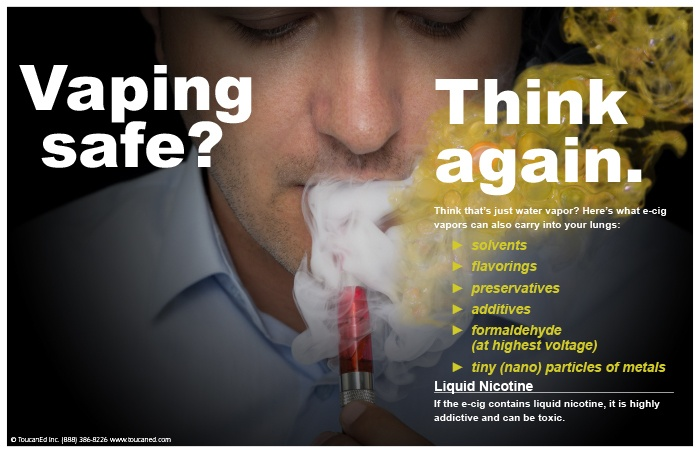 Vaping
safe?
Think
again.
Think that's just water vapor? Here's what e-cig
vapors can also carry into your lungs:
► solvents
► flavorings
► preservatives
► additives
► formaldehyde
(at highest voltage)
► tiny (nano) particles of metals
Liquid Nicotine
If the e-cig contains liquid nicotine, it is highly
addictive and can be toxic.
© ToucanEd Inc. (888) 386-8226 www.toucaned.com